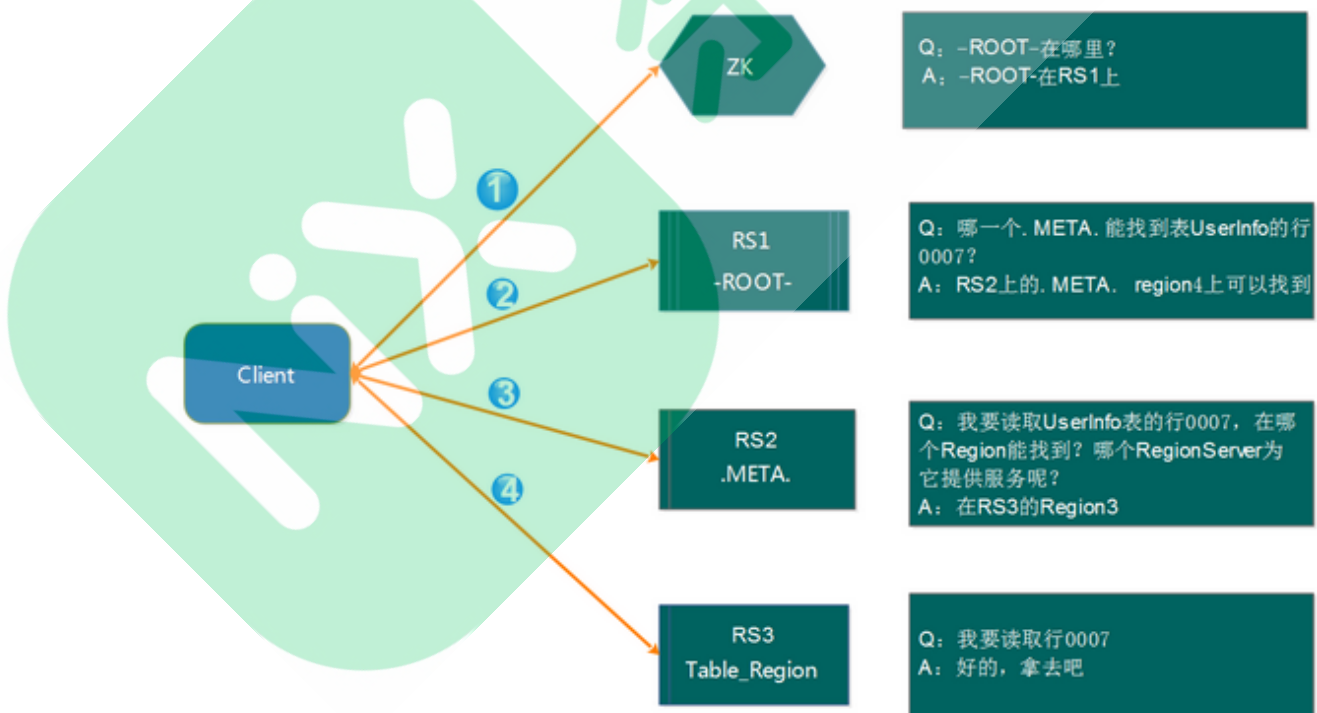 ZK
Q：-ROOT-在哪里？
A：-ROOT-在RS1上
1
RS1
-ROOT-
Q：哪一个.META.能找到表UserInfo的行
0007？
A：RS2上的.META. region4上可以找到
2
Client
3
RS2
.META.
Q：我要读取UserInfo表的行0007，在哪
个Region能找到？哪个RegionServer为
它提供服务呢？
A：在RS3的Region3
4
RS3
Table_Region
Q：我要读取行0007
A：好的，拿去吧